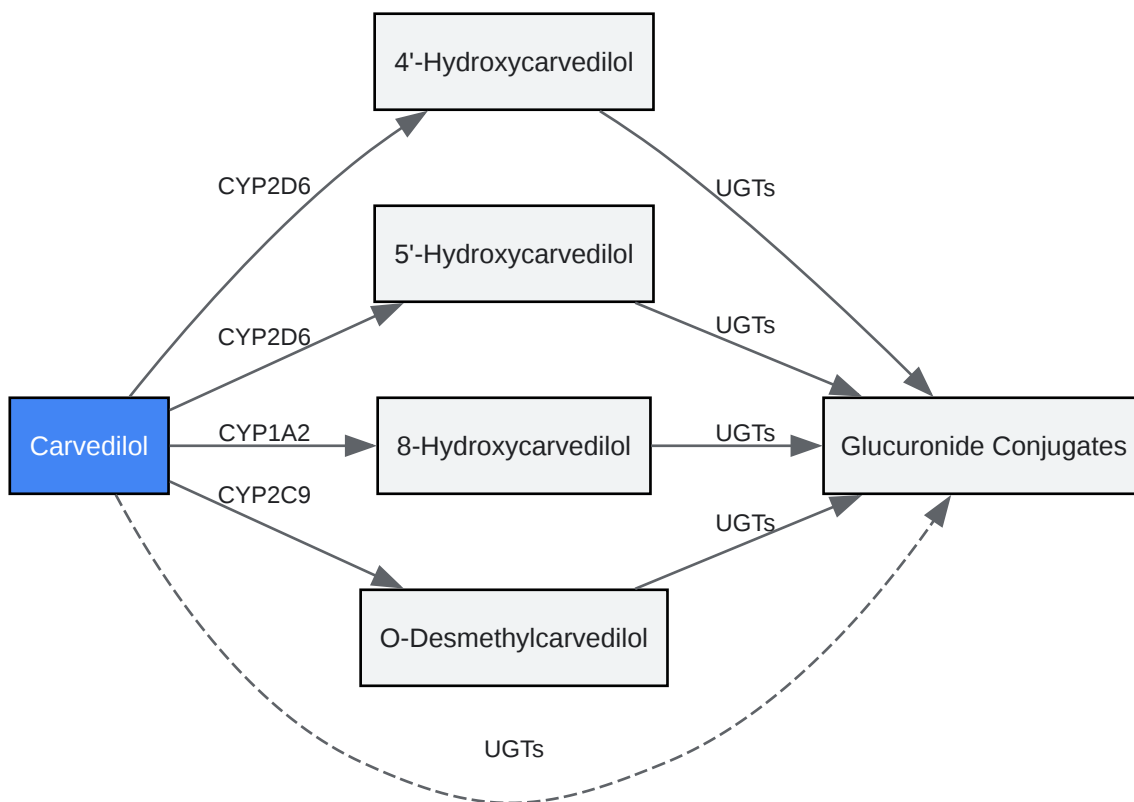 4'-Hydroxycarvedilol
CYP2D6
UGTs
5'-Hydroxycarvedilol
CYP2D6
UGTs
Carvedilol
CYP1A2
8-Hydroxycarvedilol
UGTs
Glucuronide Conjugates
CYP2C9
UGTs
O-Desmethylcarvedilol
UGTs